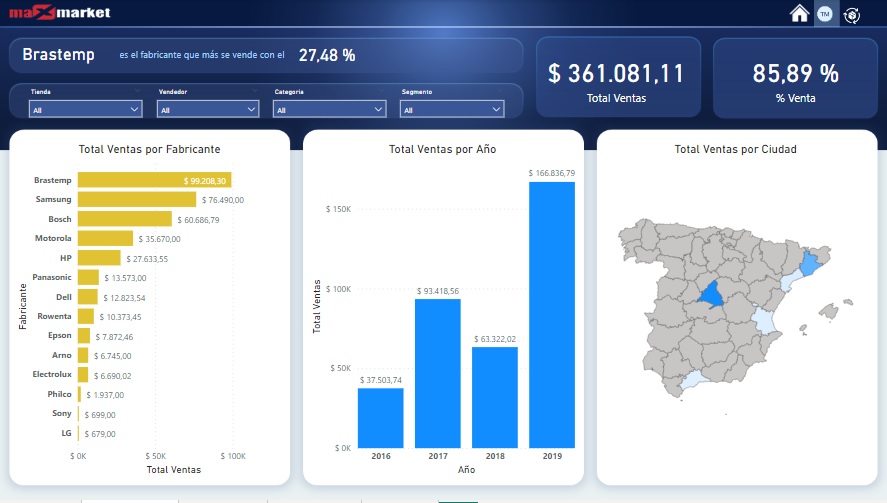 maxmarket
TM
Brastemp es el fabricante que más se vende con el 27,48 %
$ 361.081,11
Total Ventas
85,89 %
% Venta
Tienda
All
Vendedor
All
Categoria
All
Segmento
All
Total Ventas por Fabricante
Fabricante
Brastemp $ 99.208,30
Samsung $ 76.490,00
Bosch $ 60.686,79
Motorola $ 35.670,00
HP $ 27.633,55
Panasonic $ 13.573,00
Dell $ 12.823,54
Rowenta $ 10.373,45
Epson $ 7.872,46
Arno $ 6.745,00
Electrolux $ 6.690,02
Philco $ 1.937,00
Sony $ 699,00
LG $ 679,00
$ 0K $ 50K $ 100K
Total Ventas
Total Ventas por Año
Total Ventas
$ 150K
$ 100K
$ 50K
$ 0K
$ 37.503,74
$ 93.418,56
$ 63.322,02
$ 166.836,79
2016 2017 2018 2019
Año
Total Ventas por Ciudad